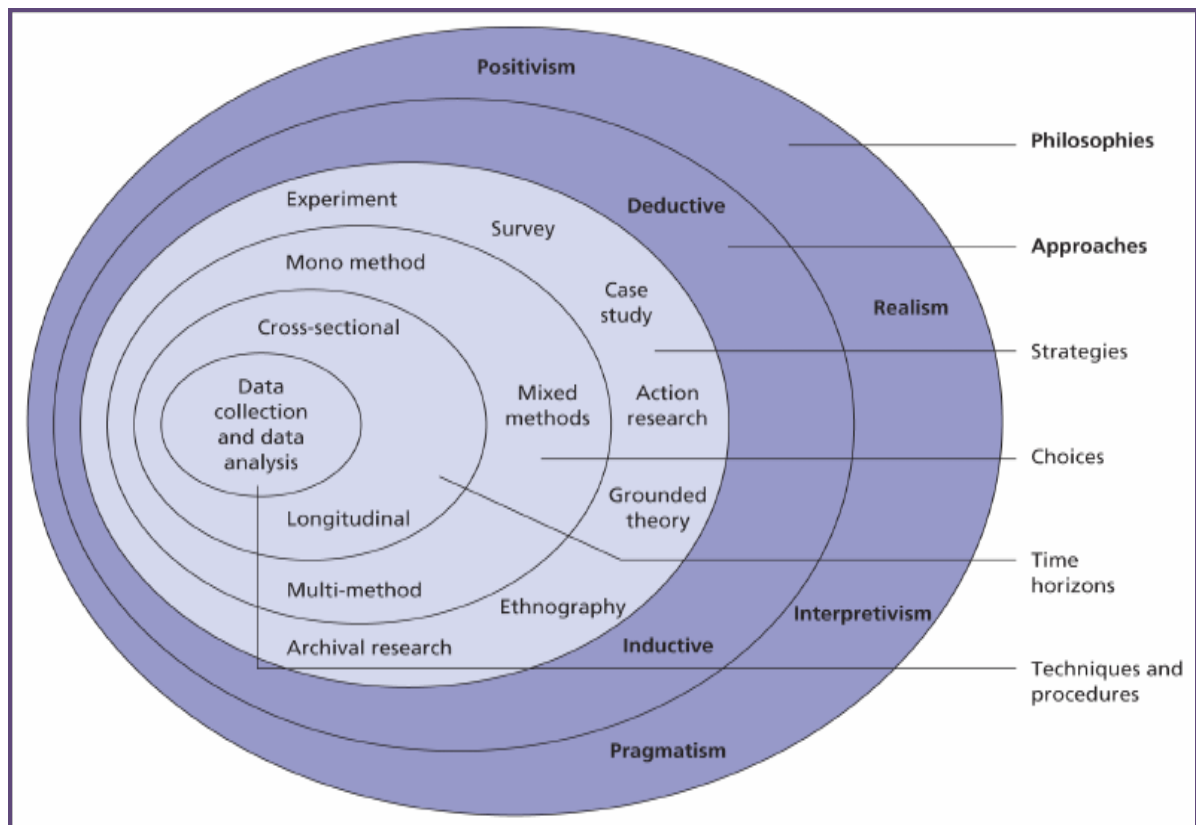 Positivism
Philosophies
Deductive
Approaches
Experiment
Survey
Mono method
Case
study
Realism
Cross-sectional
Strategies
Data
collection
and data
analysis
Mixed
methods
Action
research
Choices
Grounded
theory
Longitudinal
Time
horizons
Multi-method
Ethnography
Interpretivism
Archival research
Inductive
Techniques and
procedures
Pragmatism